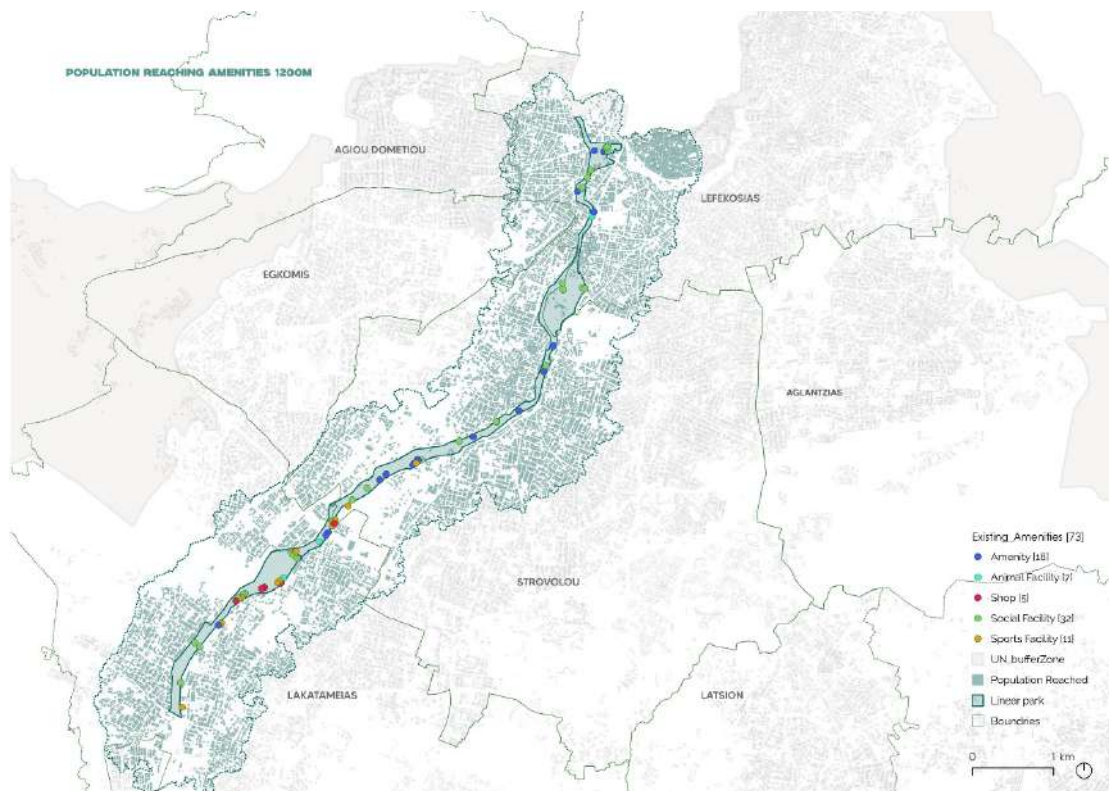 POPULATION REACHING AMENITIES 1200M
AGIOU DOMETIOU
LEFEKOSIAS
EGKOMIS
AGLANTZIAS
STROVOLOU
LAKATAMEIAS
LATSION
Existing_Amenities [73]
Amenity [18]
Animal Facility [7]
Shop [5]
Social Facility [32]
Sports Facility [11]
UN_bufferZone
Population Reached
Linear park
Boundries
0 1 km